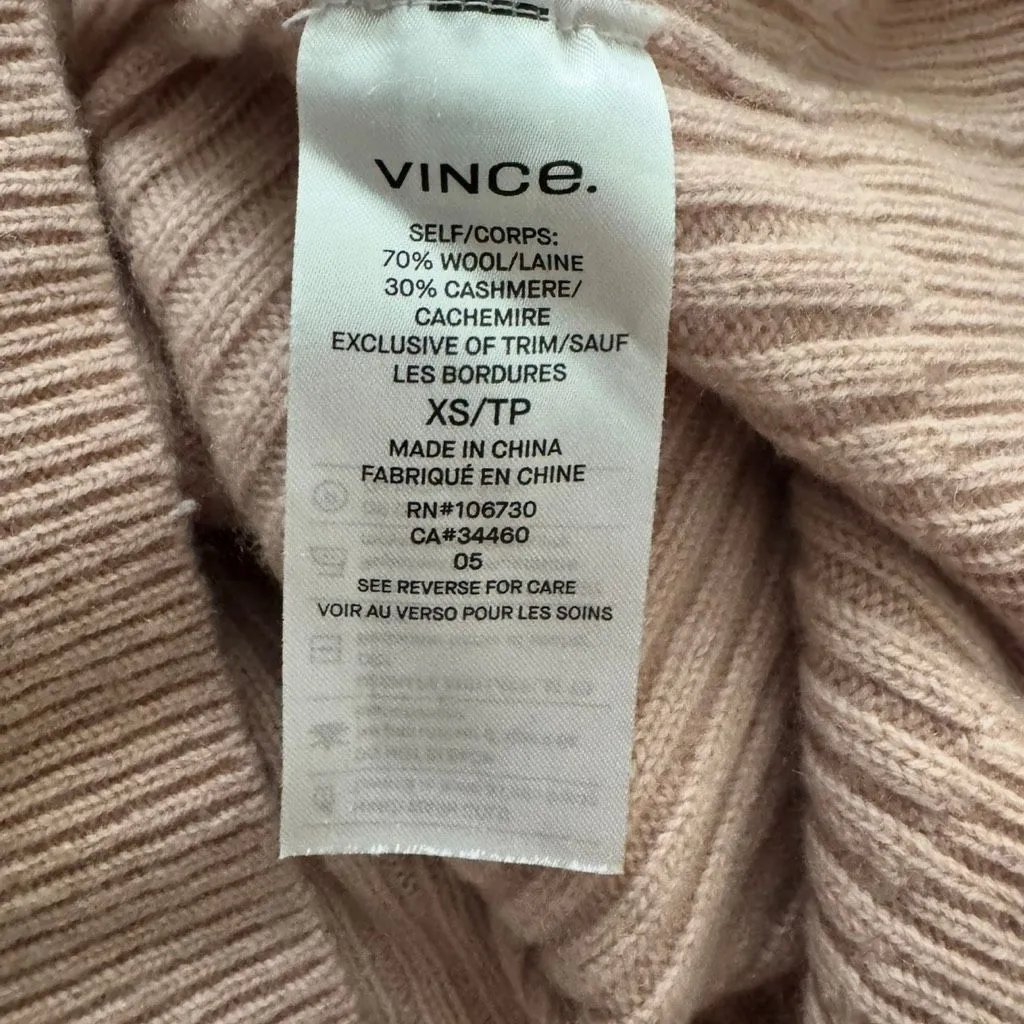 VINCE.
SELF/CORPS:
70% WOOL/LAINE
30% CASHMERE/
CACHEMIRE
EXCLUSIVE OF TRIM/SAUF
LES BORDURES
XS/TP
MADE IN CHINA
FABRIQUÉ EN CHINE
RN#106730
CA#34460
05
SEE REVERSE FOR CARE
VOIR AU VERSO POUR LES SOINS